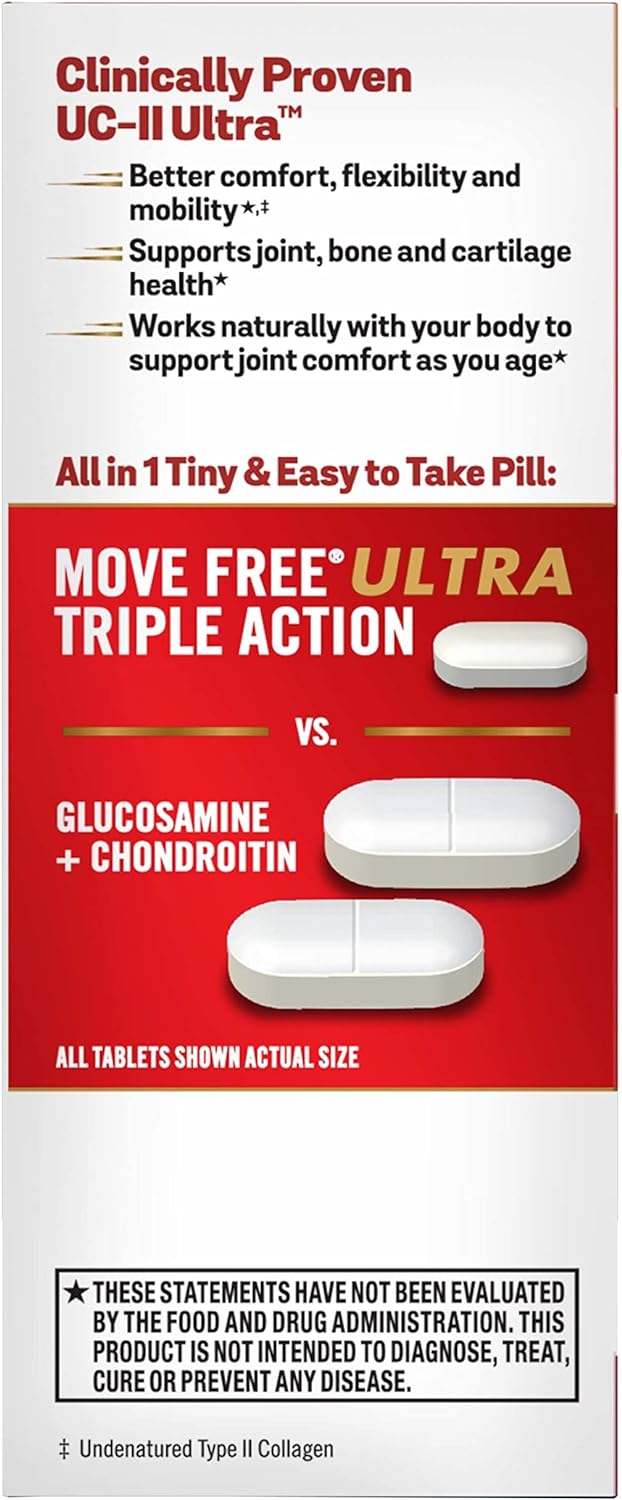 Clinically Proven
UC-II Ultra™
Better comfort, flexibility and
mobility★,‡
Supports joint, bone and cartilage
health★
Works naturally with your body to
support joint comfort as you age★
All in 1 Tiny & Easy to Take Pill:
MOVE FREE® ULTRA
TRIPLE ACTION
VS.
GLUCOSAMINE
+ CHONDROITIN
ALL TABLETS SHOWN ACTUAL SIZE
★ THESE STATEMENTS HAVE NOT BEEN EVALUATED
BY THE FOOD AND DRUG ADMINISTRATION. THIS
PRODUCT IS NOT INTENDED TO DIAGNOSE, TREAT,
CURE OR PREVENT ANY DISEASE.
‡ Undenatured Type II Collagen